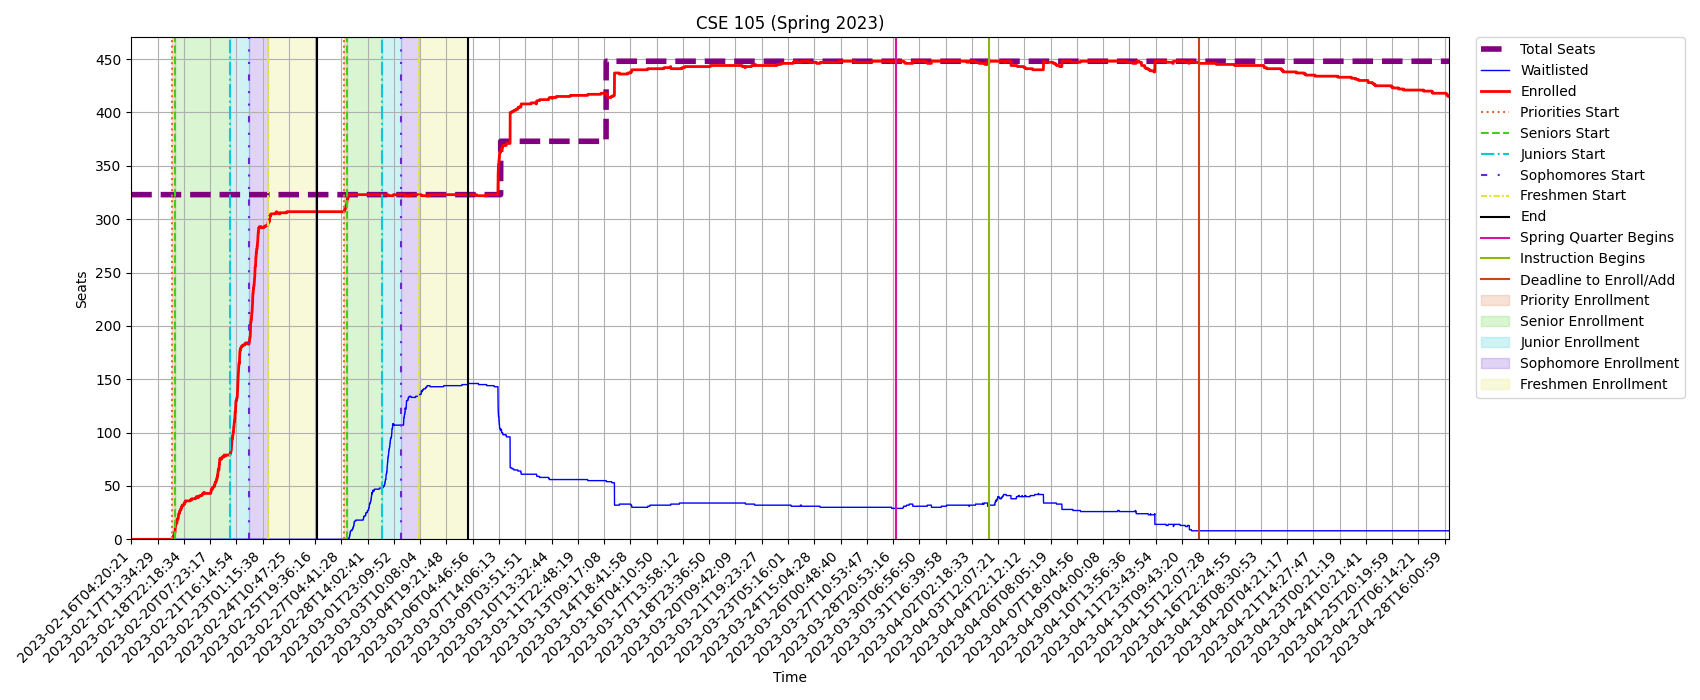 CSE 105 (Spring 2023)
Seats
450
400
350
300
250
200
150
100
50
0
2023-02-16T04:20:21
2023-02-17T13:34:29
2023-02-18T22:18:34
2023-02-20T07:23:17
2023-02-21T16:14:54
2023-02-23T01:15:38
2023-02-24T10:47:25
2023-02-25T19:36:16
2023-02-27T04:41:28
2023-02-28T14:02:41
2023-03-01T23:09:52
2023-03-03T10:08:04
2023-03-04T19:21:48
2023-03-06T04:46:56
2023-03-07T14:06:13
2023-03-09T03:51:51
2023-03-10T13:32:44
2023-03-11T22:48:19
2023-03-13T09:17:08
2023-03-14T18:41:58
2023-03-16T04:10:50
2023-03-17T13:58:12
2023-03-18T23:36:50
2023-03-20T09:42:09
2023-03-21T19:23:27
2023-03-23T05:16:01
2023-03-24T15:04:28
2023-03-26T00:48:40
2023-03-27T10:53:47
2023-03-28T20:53:16
2023-03-30T06:56:50
2023-03-31T16:39:58
2023-04-02T02:18:33
2023-04-03T12:07:21
2023-04-04T22:12:12
2023-04-06T08:05:19
2023-04-07T18:04:56
2023-04-09T04:00:08
2023-04-10T13:56:36
2023-04-11T23:43:54
2023-04-13T09:43:20
2023-04-15T12:07:28
2023-04-16T22:24:55
2023-04-18T08:30:53
2023-04-20T04:21:17
2023-04-21T14:27:47
2023-04-23T00:21:19
2023-04-24T10:21:41
2023-04-25T20:19:59
2023-04-27T06:14:21
2023-04-28T16:00:59
Time
Total Seats
Waitlisted
Enrolled
Priorities Start
Seniors Start
Juniors Start
Sophomores Start
Freshmen Start
End
Spring Quarter Begins
Instruction Begins
Deadline to Enroll/Add
Priority Enrollment
Senior Enrollment
Junior Enrollment
Sophomore Enrollment
Freshmen Enrollment